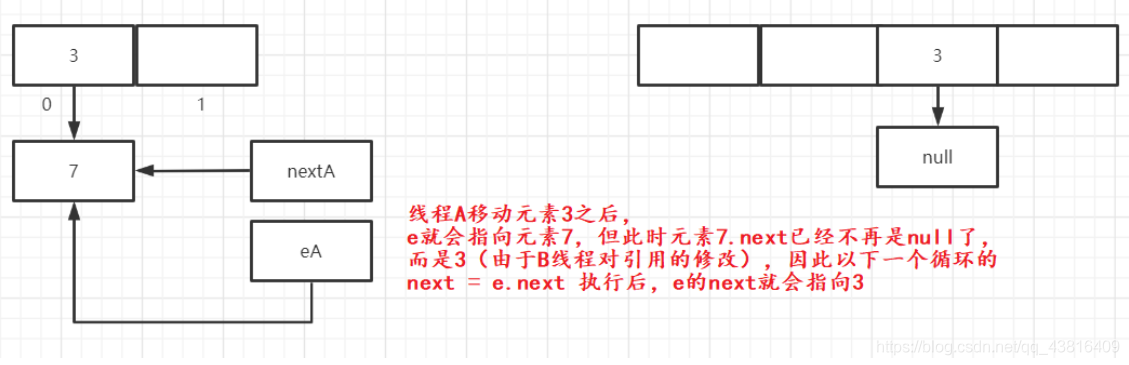 3
3
0
1
7
nextA
null
eA
线程A移动元素3之后，
e就会指向元素7，但此时元素7.next已经不再是null了，
而是3（由于B线程对引用的修改），因此以下一个循环的
next = e.next 执行后，e的next就会指向3
https://blog.csdn.net/qq_43816409